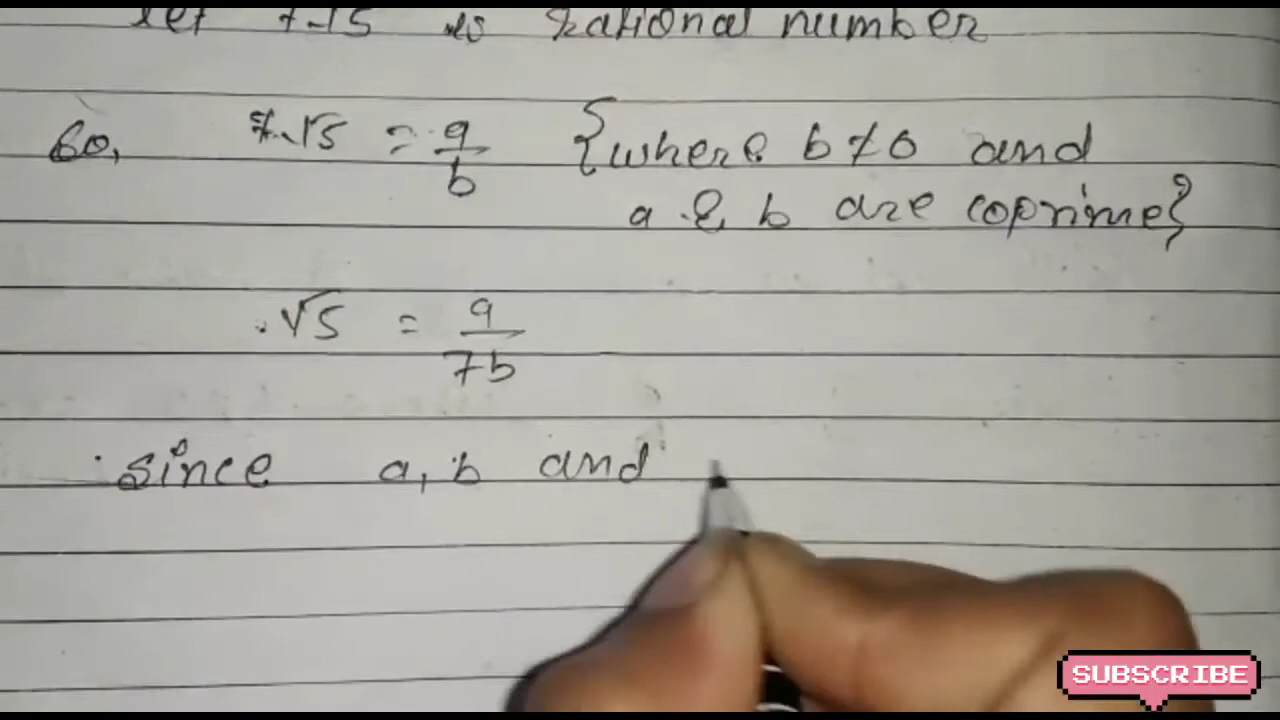 let 7√5 is rational number
So, 7√5 = a/b {where b≠0 and
a & b are coprime}
√5 = a/7b
since a, b and
SUBSCRIBE